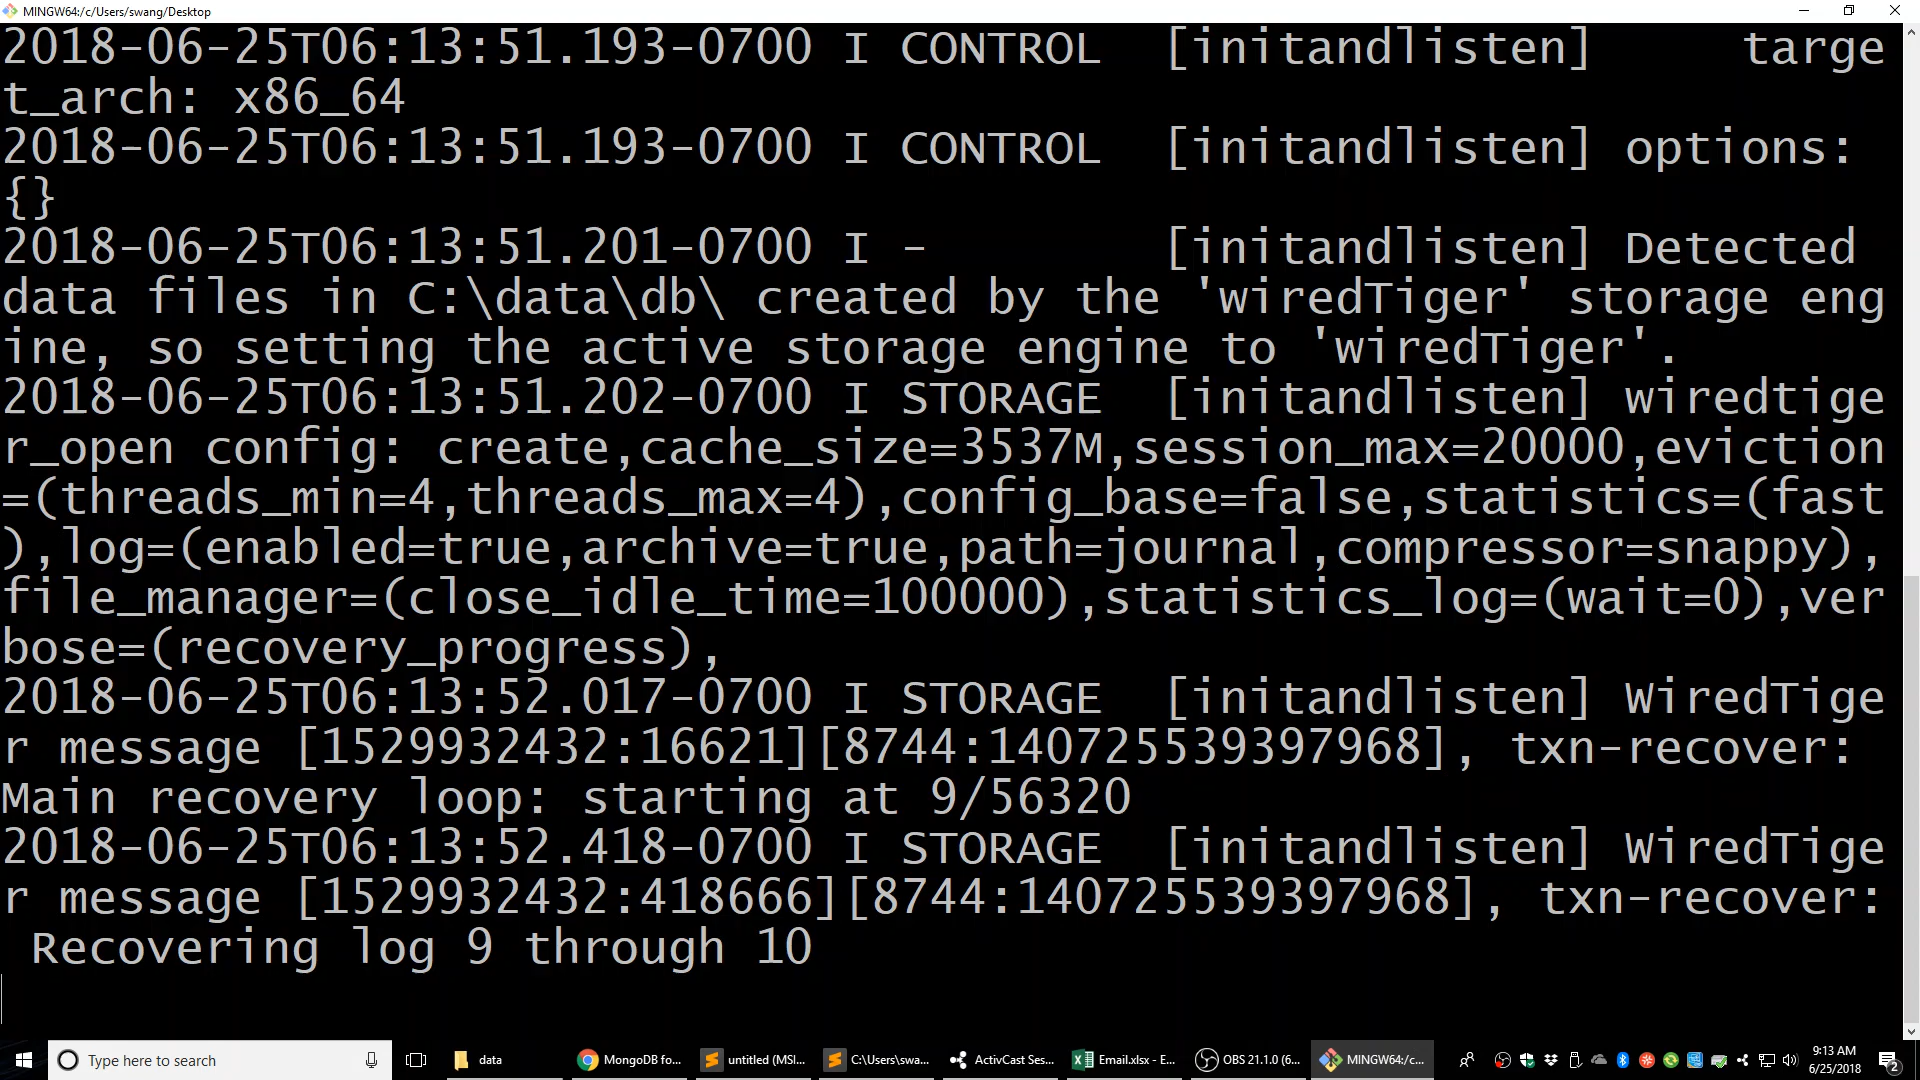 MINGW64:/c/Users/swang/Desktop
2018-06-25T06:13:51.193-0700 I CONTROL  [initandlisten]     targe
t_arch: x86_64
2018-06-25T06:13:51.193-0700 I CONTROL  [initandlisten] options:
{}
2018-06-25T06:13:51.201-0700 I -        [initandlisten] Detected
data files in C:\data\db\ created by the 'wiredTiger' storage eng
ine, so setting the active storage engine to 'wiredTiger'.
2018-06-25T06:13:51.202-0700 I STORAGE  [initandlisten] wiredtige
r_open config: create,cache_size=3537M,session_max=20000,eviction
=(threads_min=4,threads_max=4),config_base=false,statistics=(fast
),log=(enabled=true,archive=true,path=journal,compressor=snappy),
file_manager=(close_idle_time=100000),statistics_log=(wait=0),ver
bose=(recovery_progress),
2018-06-25T06:13:52.017-0700 I STORAGE  [initandlisten] WiredTige
r message [1529932432:16621][8744:140725539397968], txn-recover:
Main recovery loop: starting at 9/56320
2018-06-25T06:13:52.418-0700 I STORAGE  [initandlisten] WiredTige
r message [1529932432:418666][8744:140725539397968], txn-recover:
 Recovering log 9 through 10
Type here to search
data
MongoDB fo...
untitled (MSI...
C:\Users\swa...
ActivCast Ses...
Email.xlsx - E...
OBS 21.1.0 (6...
MINGW64:/c...
9:13 AM
6/25/2018
2